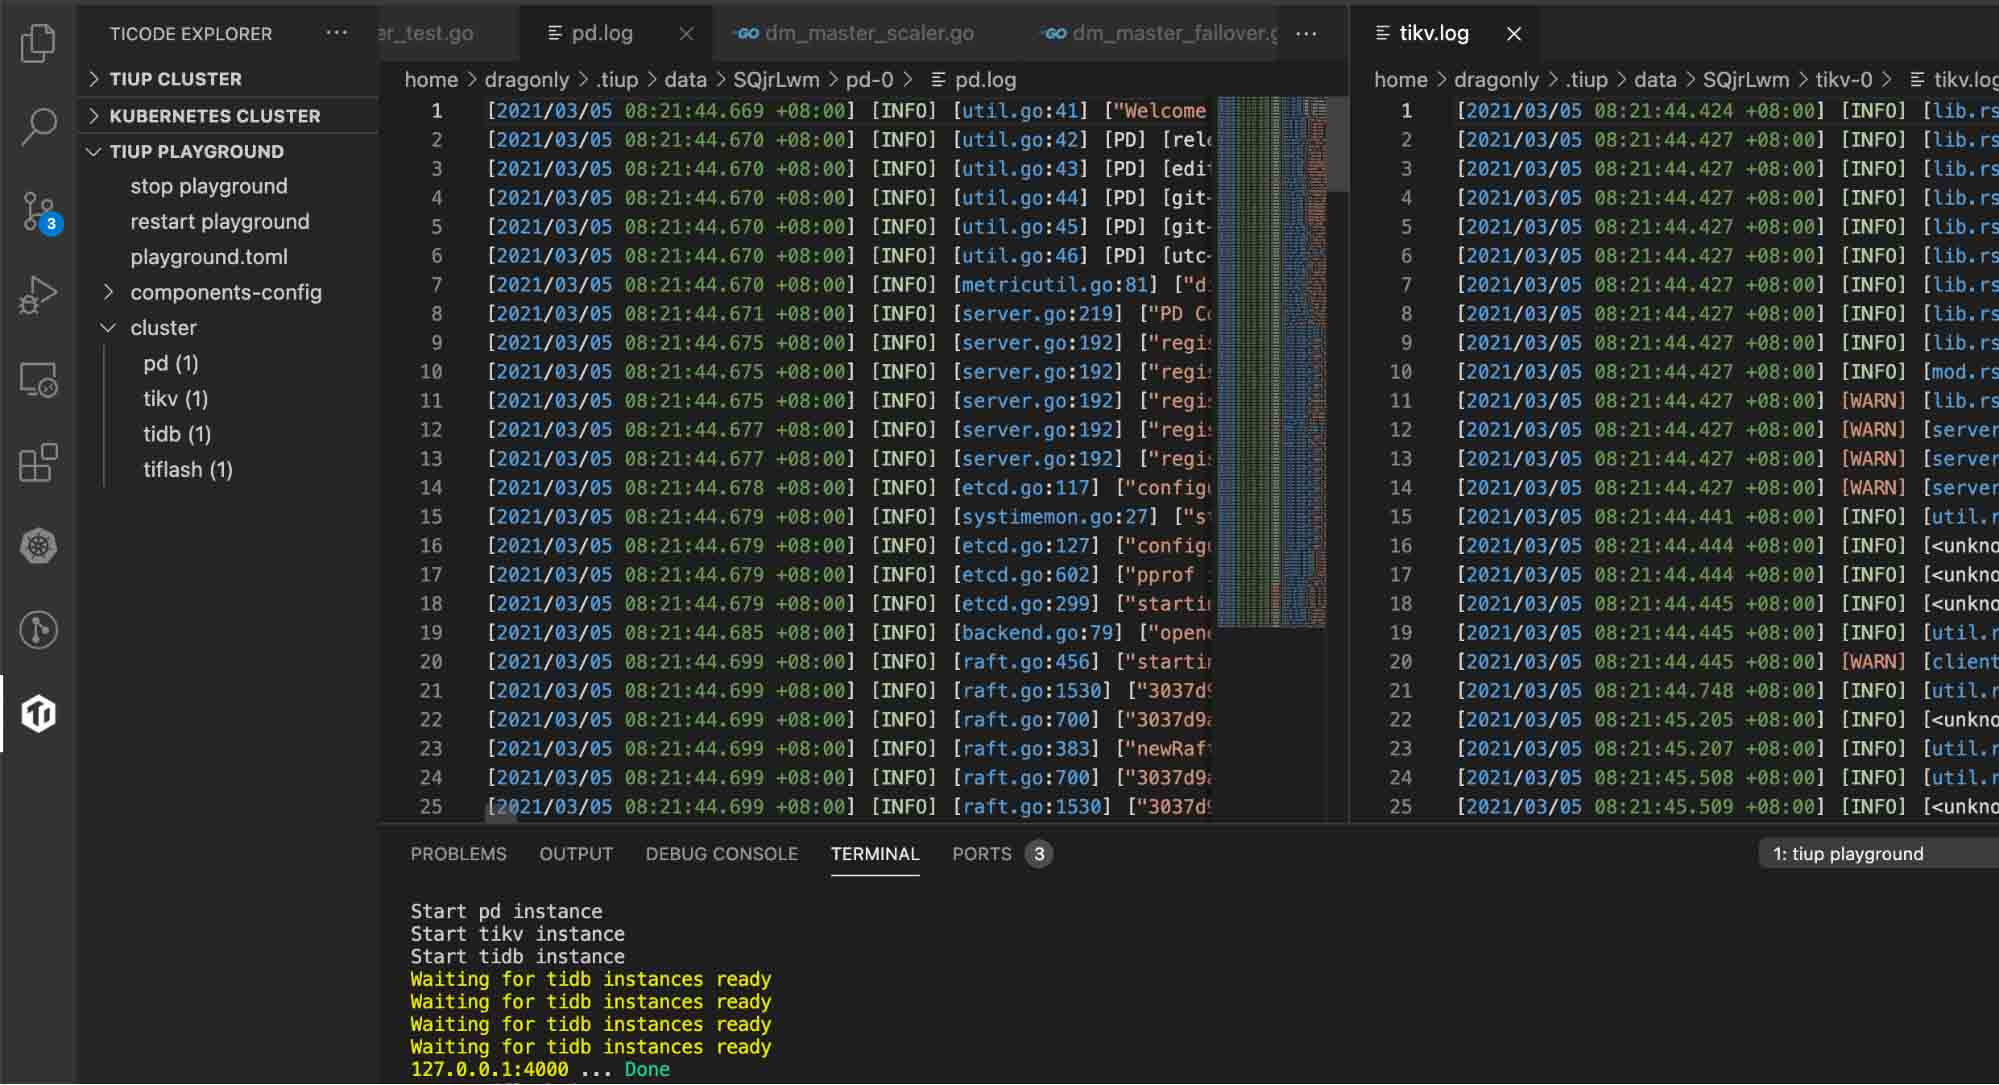 TICODE EXPLORER ···
TIUP CLUSTER
KUBERNETES CLUSTER
TIUP PLAYGROUND
stop playground
restart playground
playground.toml
components-config
cluster
pd (1)
tikv (1)
tidb (1)
tiflash (1)
3
er_test.go pd.log dm_master_scaler.go dm_master_failover.g ···
home > dragonly > .tiup > data > SQjrLwm > pd-0 > pd.log
1 [2021/03/05 08:21:44.669 +08:00] [INFO] [util.go:41] ["Welcome
2 [2021/03/05 08:21:44.670 +08:00] [INFO] [util.go:42] [PD] [rele
3 [2021/03/05 08:21:44.670 +08:00] [INFO] [util.go:43] [PD] [edit
4 [2021/03/05 08:21:44.670 +08:00] [INFO] [util.go:44] [PD] [git-
5 [2021/03/05 08:21:44.670 +08:00] [INFO] [util.go:45] [PD] [git-
6 [2021/03/05 08:21:44.670 +08:00] [INFO] [util.go:46] [PD] [utc-
7 [2021/03/05 08:21:44.670 +08:00] [INFO] [metricutil.go:81] ["di
8 [2021/03/05 08:21:44.671 +08:00] [INFO] [server.go:219] ["PD Co
9 [2021/03/05 08:21:44.675 +08:00] [INFO] [server.go:192] ["regis
10 [2021/03/05 08:21:44.675 +08:00] [INFO] [server.go:192] ["regis
11 [2021/03/05 08:21:44.675 +08:00] [INFO] [server.go:192] ["regis
12 [2021/03/05 08:21:44.677 +08:00] [INFO] [server.go:192] ["regis
13 [2021/03/05 08:21:44.677 +08:00] [INFO] [server.go:192] ["regis
14 [2021/03/05 08:21:44.678 +08:00] [INFO] [etcd.go:117] ["configu
15 [2021/03/05 08:21:44.679 +08:00] [INFO] [systimemon.go:27] ["st
16 [2021/03/05 08:21:44.679 +08:00] [INFO] [etcd.go:127] ["configu
17 [2021/03/05 08:21:44.679 +08:00] [INFO] [etcd.go:602] ["pprof i
18 [2021/03/05 08:21:44.679 +08:00] [INFO] [etcd.go:299] ["startin
19 [2021/03/05 08:21:44.685 +08:00] [INFO] [backend.go:79] ["opene
20 [2021/03/05 08:21:44.699 +08:00] [INFO] [raft.go:456] ["startin
21 [2021/03/05 08:21:44.699 +08:00] [INFO] [raft.go:1530] ["3037d9
22 [2021/03/05 08:21:44.699 +08:00] [INFO] [raft.go:700] ["3037d9a
23 [2021/03/05 08:21:44.699 +08:00] [INFO] [raft.go:383] ["newRaft
24 [2021/03/05 08:21:44.699 +08:00] [INFO] [raft.go:700] ["3037d9a
25 [2021/03/05 08:21:44.699 +08:00] [INFO] [raft.go:1530] ["3037d9
tikv.log
home > dragonly > .tiup > data > SQjrLwm > tikv-0 > tikv.log
1 [2021/03/05 08:21:44.424 +08:00] [INFO] [lib.rs
2 [2021/03/05 08:21:44.427 +08:00] [INFO] [lib.rs
3 [2021/03/05 08:21:44.427 +08:00] [INFO] [lib.rs
4 [2021/03/05 08:21:44.427 +08:00] [INFO] [lib.rs
5 [2021/03/05 08:21:44.427 +08:00] [INFO] [lib.rs
6 [2021/03/05 08:21:44.427 +08:00] [INFO] [lib.rs
7 [2021/03/05 08:21:44.427 +08:00] [INFO] [lib.rs
8 [2021/03/05 08:21:44.427 +08:00] [INFO] [lib.rs
9 [2021/03/05 08:21:44.427 +08:00] [INFO] [lib.rs
10 [2021/03/05 08:21:44.427 +08:00] [INFO] [mod.rs
11 [2021/03/05 08:21:44.427 +08:00] [WARN] [lib.rs
12 [2021/03/05 08:21:44.427 +08:00] [WARN] [server
13 [2021/03/05 08:21:44.427 +08:00] [WARN] [server
14 [2021/03/05 08:21:44.427 +08:00] [WARN] [server
15 [2021/03/05 08:21:44.441 +08:00] [INFO] [util.r
16 [2021/03/05 08:21:44.444 +08:00] [INFO] [<unkno
17 [2021/03/05 08:21:44.444 +08:00] [INFO] [<unkno
18 [2021/03/05 08:21:44.445 +08:00] [INFO] [<unkno
19 [2021/03/05 08:21:44.445 +08:00] [INFO] [util.r
20 [2021/03/05 08:21:44.445 +08:00] [WARN] [client
21 [2021/03/05 08:21:44.748 +08:00] [INFO] [util.r
22 [2021/03/05 08:21:45.205 +08:00] [INFO] [<unkno
23 [2021/03/05 08:21:45.207 +08:00] [INFO] [util.r
24 [2021/03/05 08:21:45.508 +08:00] [INFO] [util.r
25 [2021/03/05 08:21:45.509 +08:00] [INFO] [<unkno
PROBLEMS OUTPUT DEBUG CONSOLE TERMINAL PORTS 3 1: tiup playground
Start pd instance
Start tikv instance
Start tidb instance
Waiting for tidb instances ready
Waiting for tidb instances ready
Waiting for tidb instances ready
Waiting for tidb instances ready
127.0.0.1:4000 ... Done